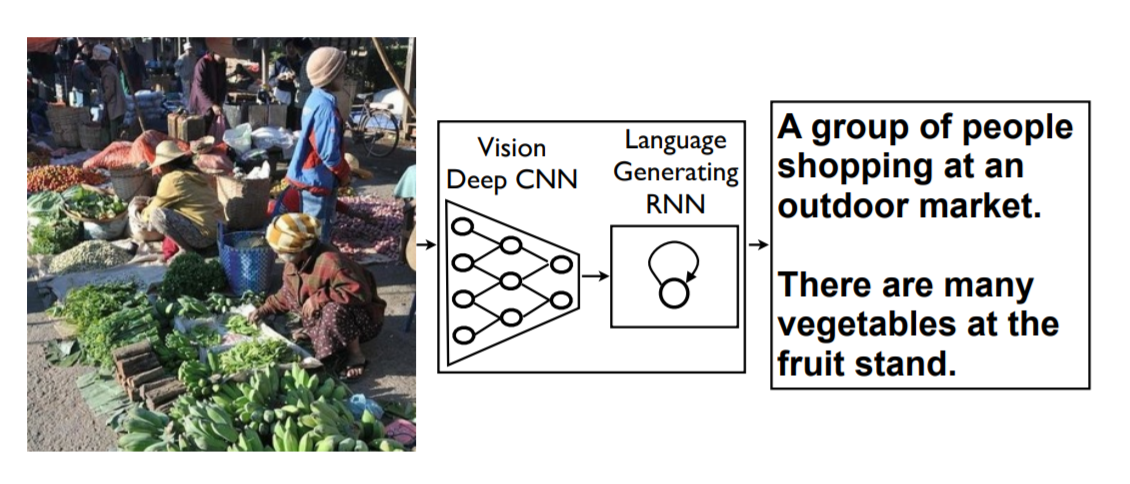 Vision
Deep CNN
Language
Generating
RNN
A group of people
shopping at an
outdoor market.
There are many
vegetables at the
fruit stand.